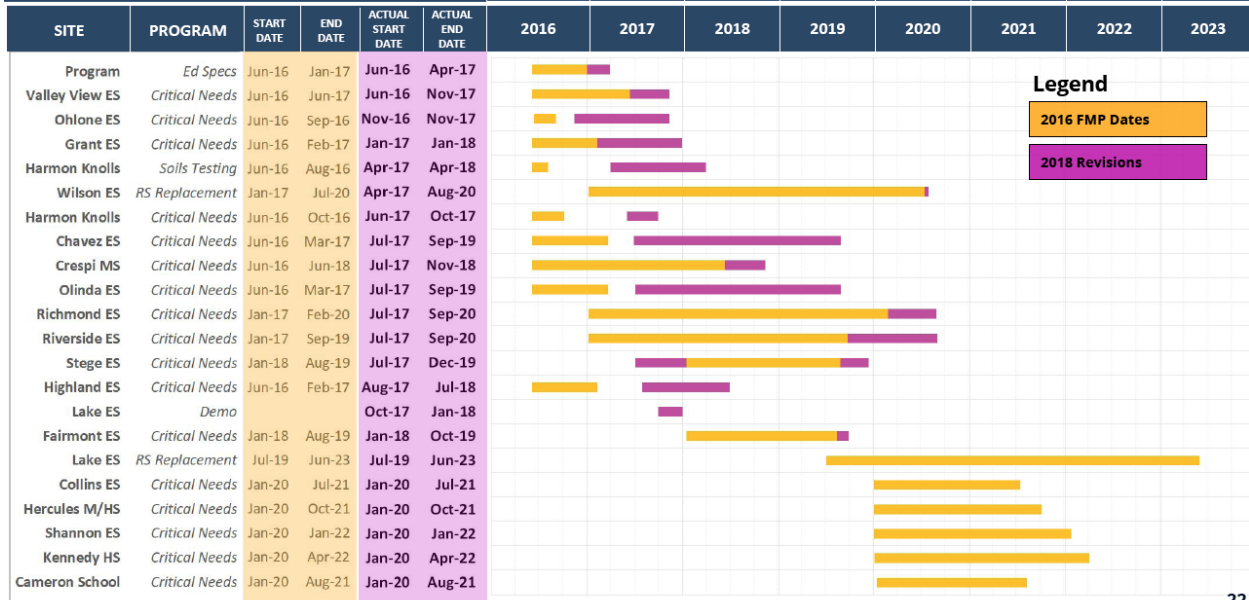 SITE PROGRAM START DATE END DATE ACTUAL START DATE ACTUAL END DATE 2016 2017 2018 2019 2020 2021 2022 2023
Program Ed Specs Jun-16 Jan-17 Jun-16 Apr-17
Legend
Valley View ES Critical Needs Jun-16 Jun-17 Jun-16 Nov-17
Ohlone ES Critical Needs Jun-16 Sep-16 Nov-16 Nov-17
2016 FMP Dates
Grant ES Critical Needs Jun-16 Feb-17 Jan-17 Jan-18
Harmon Knolls Soils Testing Jun-16 Aug-16 Apr-17 Apr-18
2018 Revisions
Wilson ES RS Replacement Jan-17 Jul-20 Apr-17 Aug-20
Harmon Knolls Critical Needs Jun-16 Oct-16 Jun-17 Oct-17
Chavez ES Critical Needs Jun-16 Mar-17 Jul-17 Sep-19
Crespi MS Critical Needs Jun-16 Jun-18 Jul-17 Nov-18
Olinda ES Critical Needs Jun-16 Mar-17 Jul-17 Sep-19
Richmond ES Critical Needs Jan-17 Feb-20 Jul-17 Sep-20
Riverside ES Critical Needs Jan-17 Sep-19 Jul-17 Sep-20
Stege ES Critical Needs Jan-18 Aug-19 Jul-17 Dec-19
Highland ES Critical Needs Jun-16 Feb-17 Aug-17 Jul-18
Lake ES Demo Oct-17 Jan-18
Fairmont ES Critical Needs Jan-18 Aug-19 Jan-18 Oct-19
Lake ES RS Replacement Jul-19 Jun-23 Jul-19 Jun-23
Collins ES Critical Needs Jan-20 Jul-21 Jan-20 Jul-21
Hercules M/HS Critical Needs Jan-20 Oct-21 Jan-20 Oct-21
Shannon ES Critical Needs Jan-20 Jan-22 Jan-20 Jan-22
Kennedy HS Critical Needs Jan-20 Apr-22 Jan-20 Apr-22
Cameron School Critical Needs Jan-20 Aug-21 Jan-20 Aug-21
22